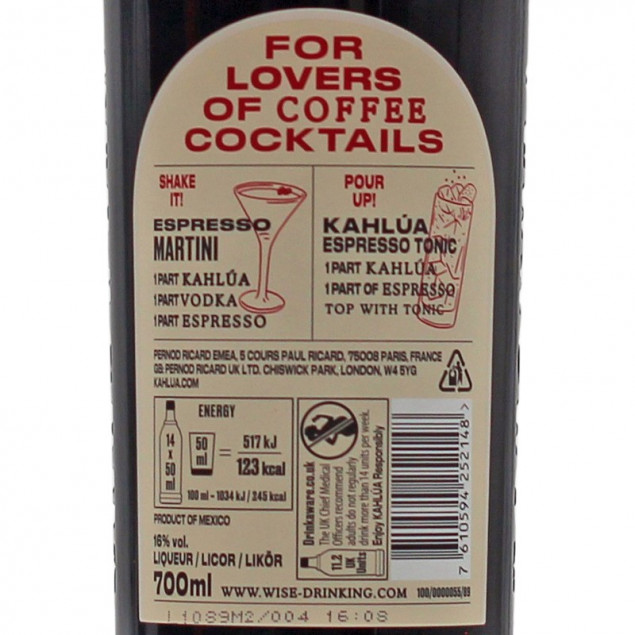 FOR
LOVERS
OF COFFEE
COCKTAILS
SHAKE
IT!
ESPRESSO
MARTINI
1 PART KAHLÚA
1 PART VODKA
1 PART ESPRESSO
POUR
UP!
KAHLÚA
ESPRESSO TONIC
1 PART KAHLÚA
1 PART OF ESPRESSO
TOP WITH TONIC
PERNOD RICARD EMEA, 5 COURS PAUL RICARD, 75008 PARIS, FRANCE
GB: PERNOD RICARD UK LTD. CHISWICK PARK, LONDON, W4 5YG
KAHLUA.COM
ENERGY
14
x
50
ml
50
ml
=
517 kJ
123 kcal
100 ml - 1034 kJ / 245 kcal
Drinkaware.co.uk
The UK Chief Medical
Officers recommend
adults do not regularly
drink more than 14 units per week.
Enjoy KAHLÚA Responsibly
11.2
UK
Units
7 610594 252148 >
PRODUCT OF MEXICO
16% vol.
LIQUEUR / LICOR / LIKÖR
700ml
WWW.WISE-DRINKING.COM
100/0000055/09
L1089M2/004 16:08